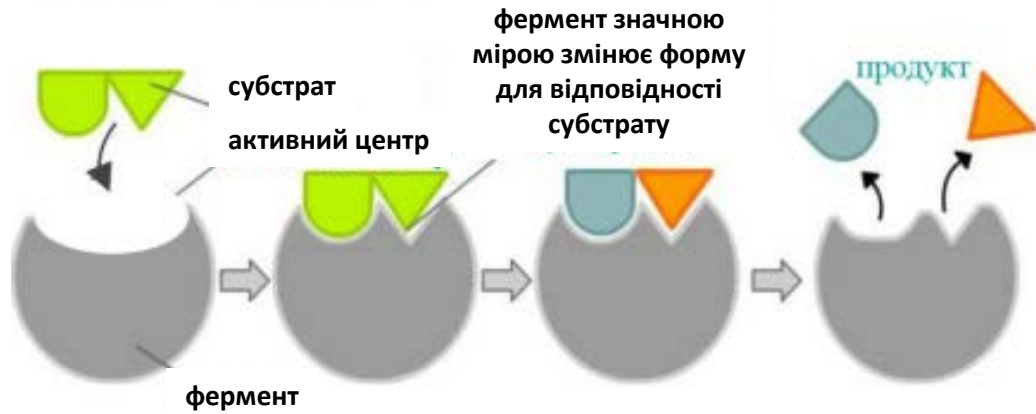 фермент значною
мірою змінює форму
для відповідності
субстрату
субстрат
активний центр
продукт
фермент